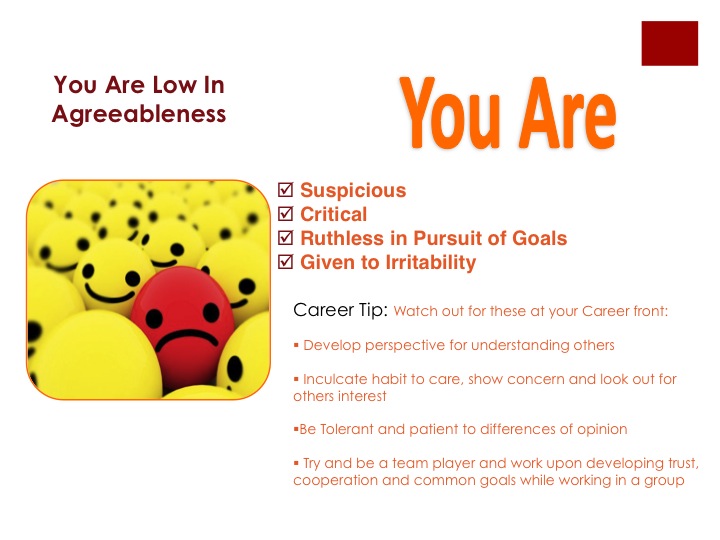 You Are Low In
Agreeableness
You Are
☑ Suspicious
☑ Critical
☑ Ruthless in Pursuit of Goals
☑ Given to Irritability
Career Tip: Watch out for these at your Career front:
▪ Develop perspective for understanding others
▪ Inculcate habit to care, show concern and look out for
others interest
▪Be Tolerant and patient to differences of opinion
▪ Try and be a team player and work upon developing trust,
cooperation and common goals while working in a group